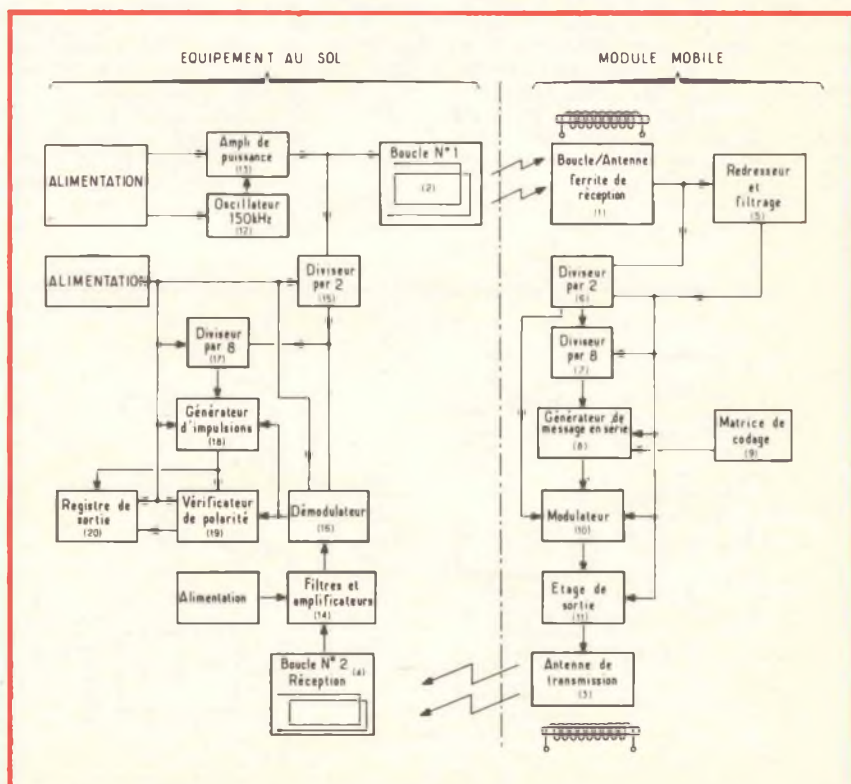 EQUIPEMENT AU SOL
MODULE MOBILE
ALIMENTATION
Ampli de
puissance
(13)
Oscillateur
150kHz
(12)
Boucle N° 1
(2)
Boucle/Antenne
ferrite de
réception
(1)
Redresseur
et
filtrage
(5)
ALIMENTATION
Diviseur
par 2
(15)
Diviseur
par 2
(6)
Diviseur
par 8
(17)
Diviseur
par 8
(7)
Générateur
d'impulsions
(18)
Générateur de
message en série
(8)
Matrice de
codage
(9)
Registre de
sortie
(20)
Vérificateur
de polarité
(19)
Démodulateur
(16)
Modulateur
(10)
Alimentation
Filtres et
amplificateurs
(14)
Etage de
sortie
(11)
Boucle N° 2
(4)
Réception
Antenne de
transmission
(3)